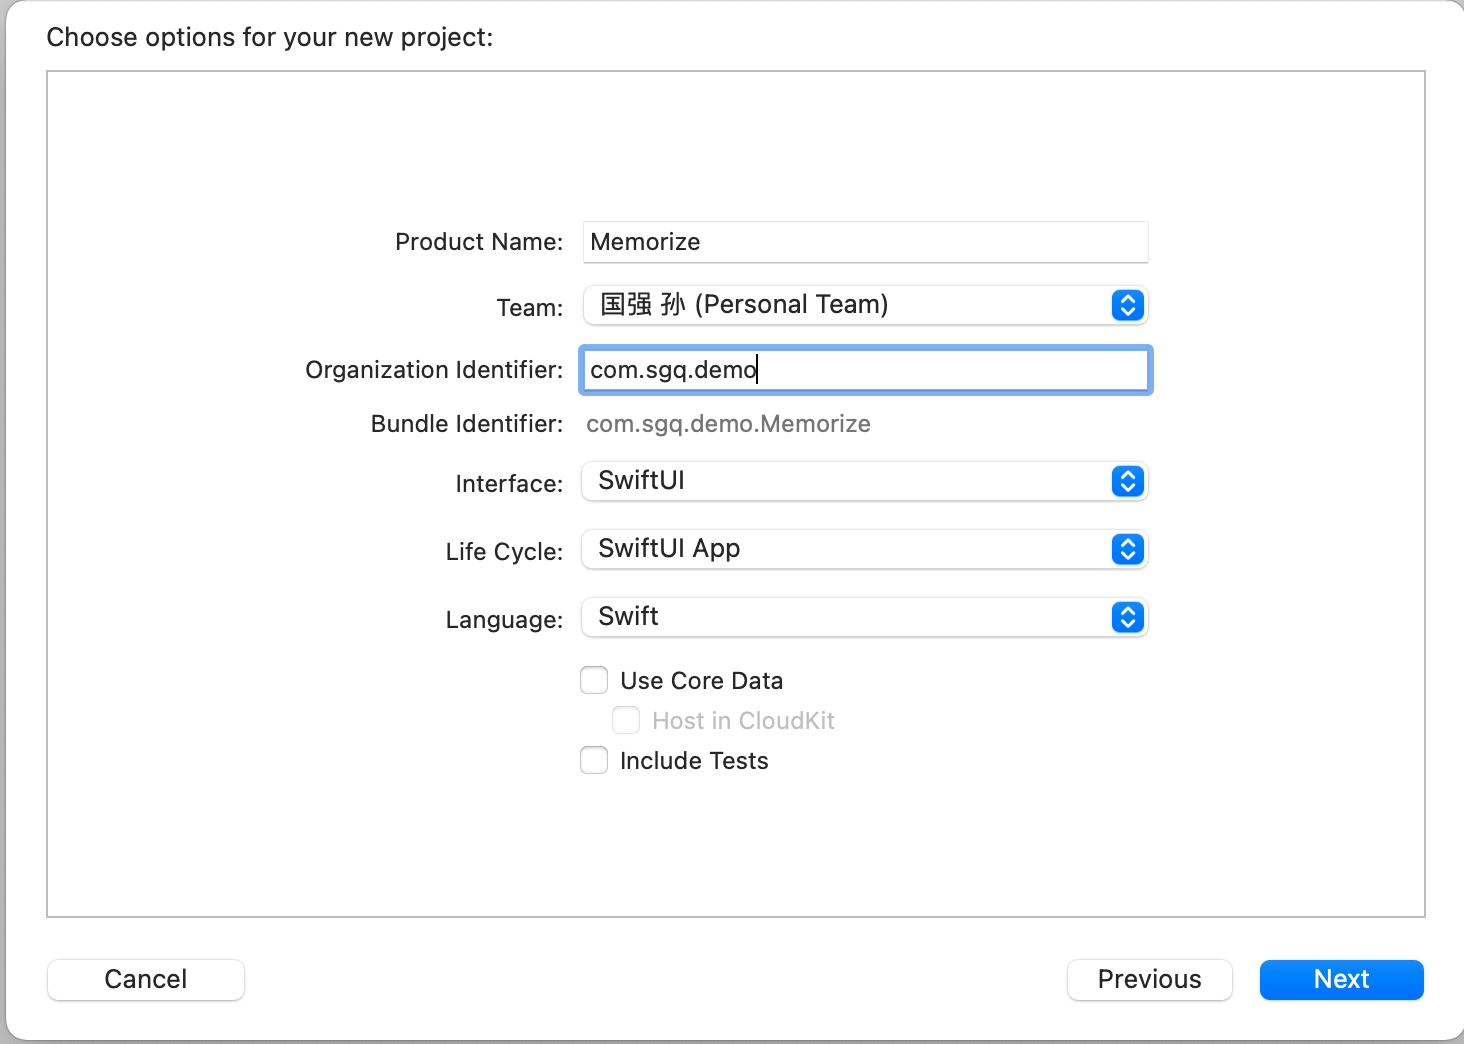 Choose options for your new project:
Product Name: Memorize
Team: 国强 孙 (Personal Team)
Organization Identifier: com.sgq.demo
Bundle Identifier: com.sgq.demo.Memorize
Interface: SwiftUI
Life Cycle: SwiftUI App
Language: Swift
Use Core Data
Host in CloudKit
Include Tests
Cancel Previous Next